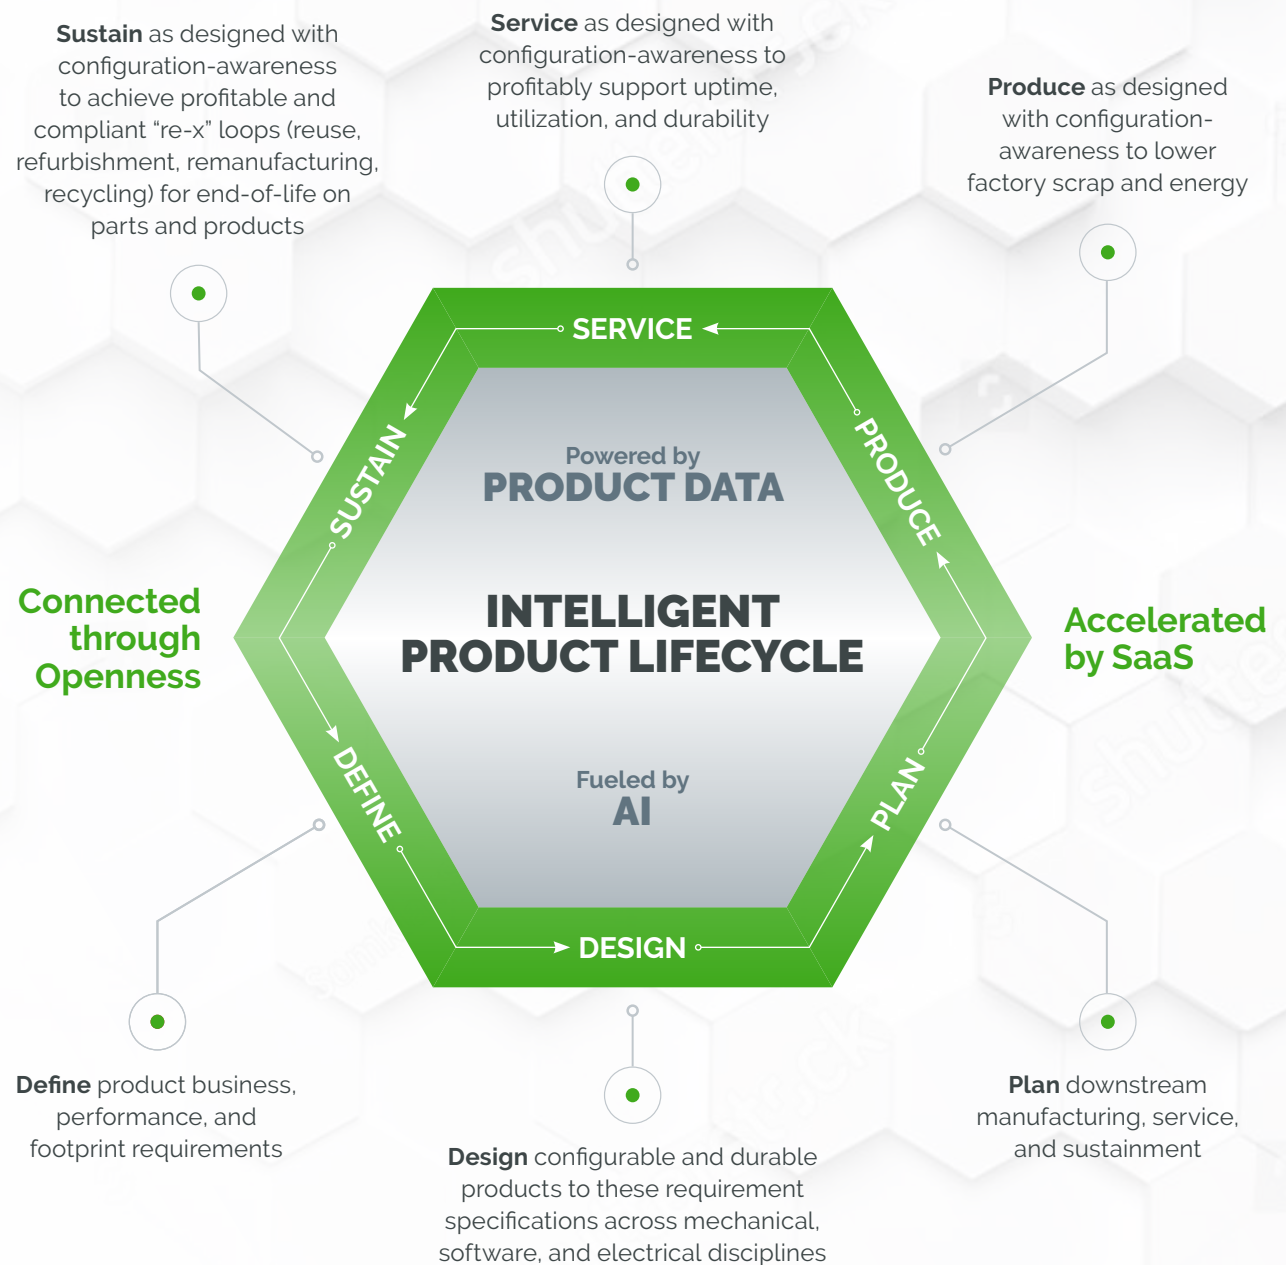 Sustain as designed with
configuration-awareness
to achieve profitable and
compliant “re-x” loops (reuse,
refurbishment, remanufacturing,
recycling) for end-of-life on
parts and products
Service as designed with
configuration-awareness to
profitably support uptime,
utilization, and durability
Produce as designed
with configuration-
awareness to lower
factory scrap and energy
SERVICE
SUSTAIN
PRODUCE
Powered by
PRODUCT DATA
INTELLIGENT
PRODUCT LIFECYCLE
Connected
through
Openness
Accelerated
by SaaS
Fueled by
AI
DEFINE
PLAN
DESIGN
Define product business,
performance, and
footprint requirements
Design configurable and durable
products to these requirement
specifications across mechanical,
software, and electrical disciplines
Plan downstream
manufacturing, service,
and sustainment